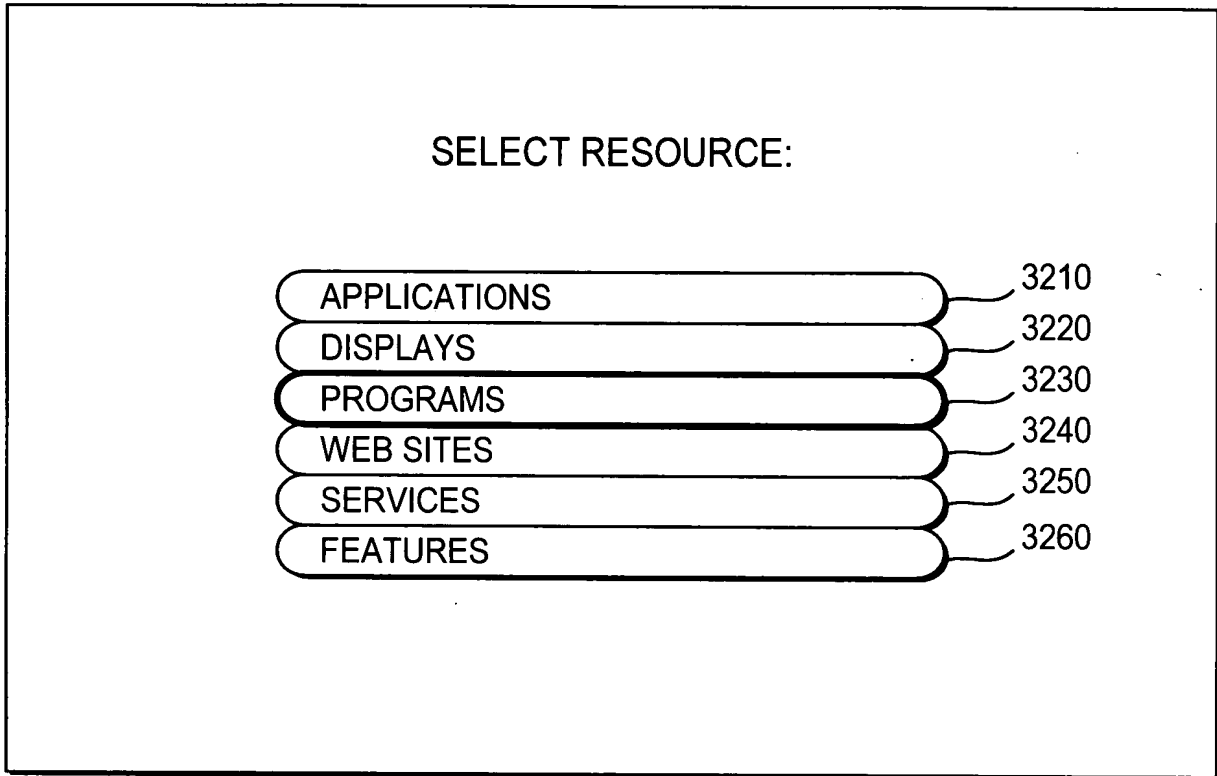 SELECT RESOURCE:
APPLICATIONS 3210
DISPLAYS 3220
PROGRAMS 3230
WEB SITES 3240
SERVICES 3250
FEATURES 3260